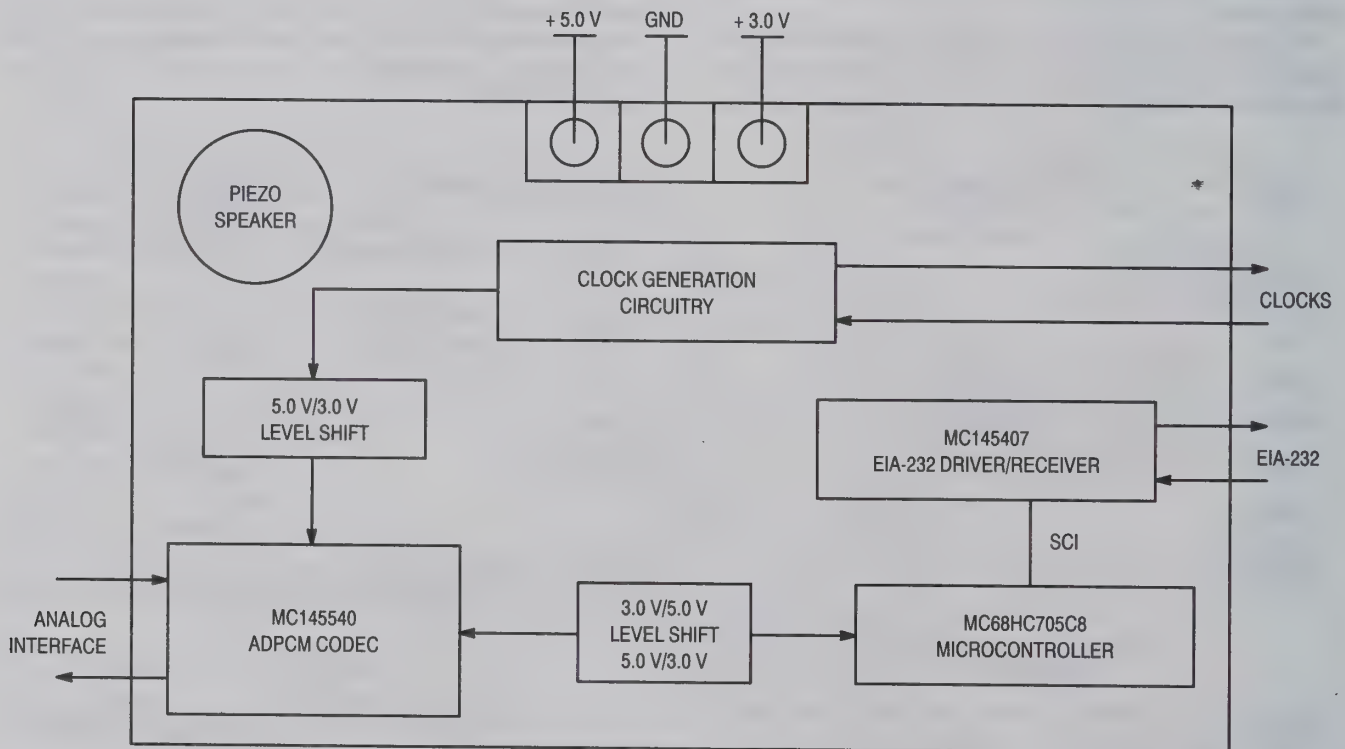 + 5.0 V
GND
+ 3.0 V
PIEZO
SPEAKER
CLOCK GENERATION
CIRCUITRY
CLOCKS
5.0 V/3.0 V
LEVEL SHIFT
MC145407
EIA-232 DRIVER/RECEIVER
EIA-232
SCI
ANALOG
INTERFACE
MC145540
ADPCM CODEC
3.0 V/5.0 V
LEVEL SHIFT
5.0 V/3.0 V
MC68HC705C8
MICROCONTROLLER